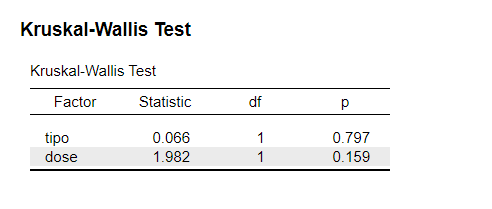 Kruskal-Wallis Test
Kruskal-Wallis Test
Factor Statistic df p
tipo 0.066 1 0.797
dose 1.982 1 0.159